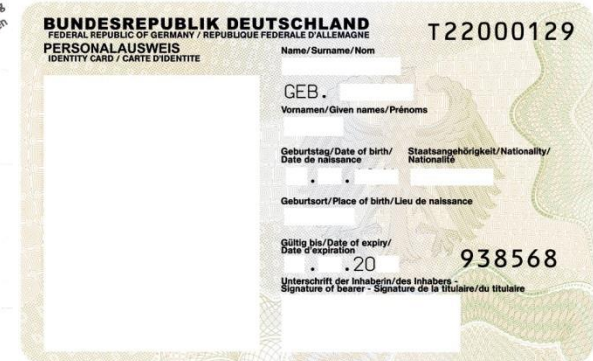 BUNDESREPUBLIK DEUTSCHLAND
FEDERAL REPUBLIC OF GERMANY / REPUBLIQUE FEDERALE D'ALLEMAGNE
PERSONALAUSWEIS
IDENTITY CARD / CARTE D'IDENTITE
T22000129
Name/Surname/Nom
GEB.
Vornamen/Given names/Prénoms
Geburtstag/Date of birth/
Date de naissance
Staatsangehörigkeit/Nationality/
Nationalité
. .
Geburtsort/Place of birth/Lieu de naissance
Gültig bis/Date of expiry/
Date d'expiration
. .20
938568
Unterschrift der Inhaberin/des Inhabers -
Signature of bearer - Signature de la titulaire/du titulaire